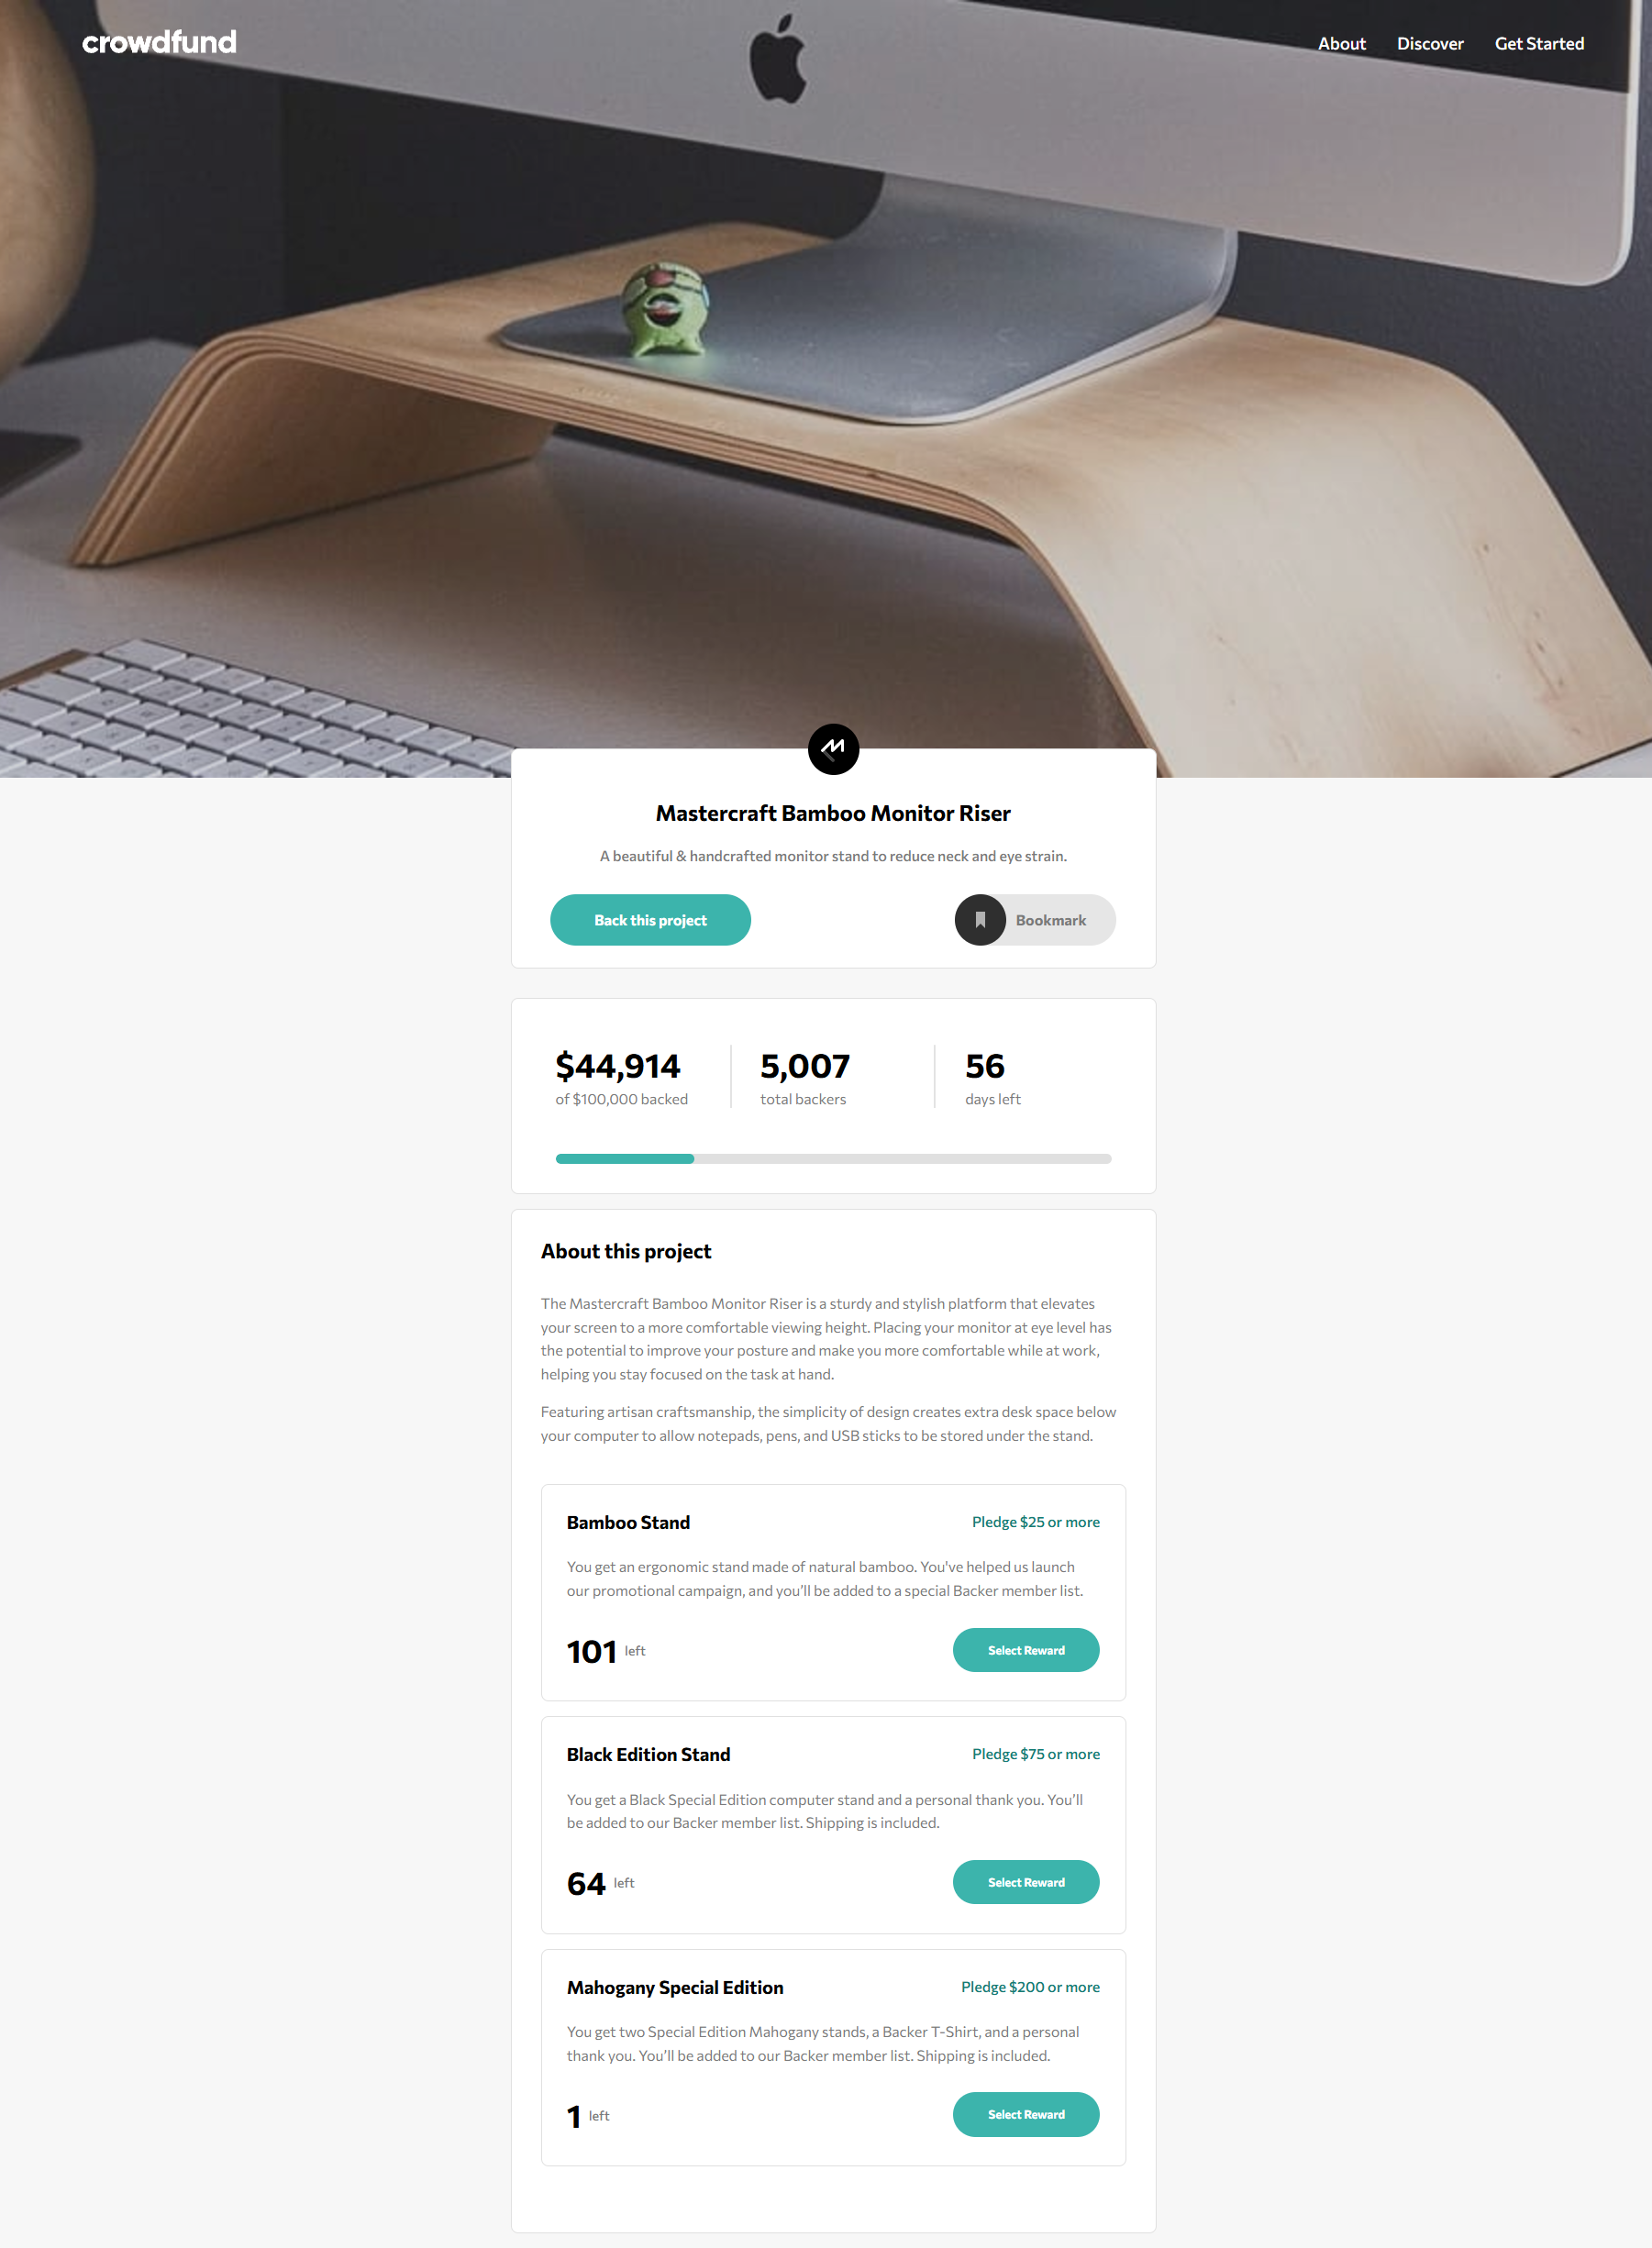 crowdfund
About Discover Get Started
Mastercraft Bamboo Monitor Riser
A beautiful & handcrafted monitor stand to reduce neck and eye strain.
Back this project
Bookmark
$44,914
of $100,000 backed
5,007
total backers
56
days left
About this project
The Mastercraft Bamboo Monitor Riser is a sturdy and stylish platform that elevates
your screen to a more comfortable viewing height. Placing your monitor at eye level has
the potential to improve your posture and make you more comfortable while at work,
helping you stay focused on the task at hand.
Featuring artisan craftsmanship, the simplicity of design creates extra desk space below
your computer to allow notepads, pens, and USB sticks to be stored under the stand.
Bamboo Stand
Pledge $25 or more
You get an ergonomic stand made of natural bamboo. You've helped us launch
our promotional campaign, and you’ll be added to a special Backer member list.
101 left
Select Reward
Black Edition Stand
Pledge $75 or more
You get a Black Special Edition computer stand and a personal thank you. You’ll
be added to our Backer member list. Shipping is included.
64 left
Select Reward
Mahogany Special Edition
Pledge $200 or more
You get two Special Edition Mahogany stands, a Backer T-Shirt, and a personal
thank you. You’ll be added to our Backer member list. Shipping is included.
1 left
Select Reward